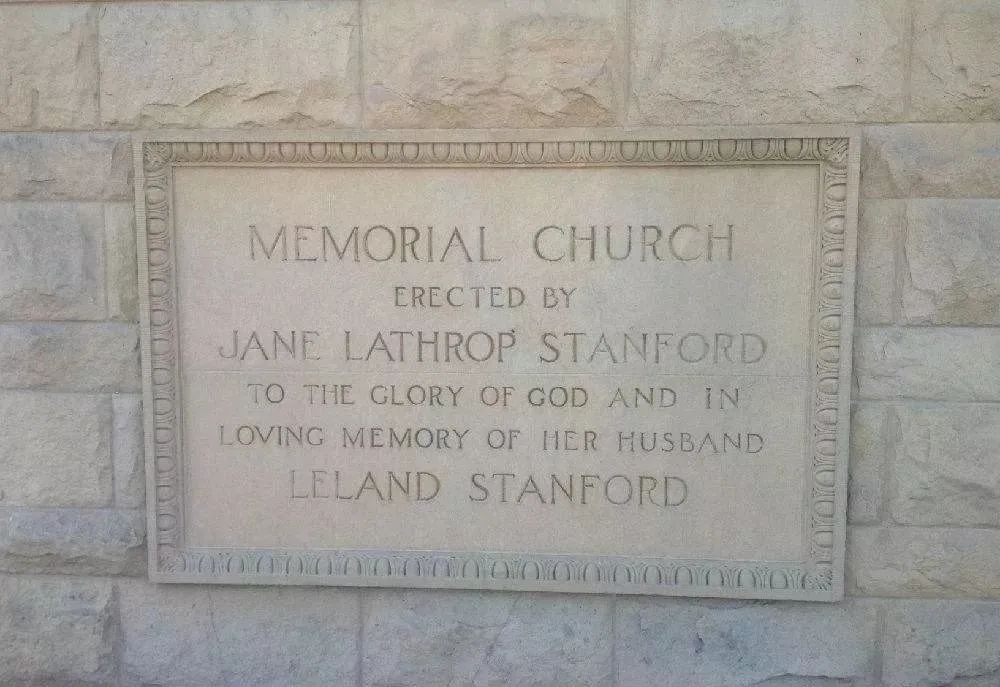 MEMORIAL CHURCH
ERECTED BY
JANE LATHROP STANFORD
TO THE GLORY OF GOD AND IN
LOVING MEMORY OF HER HUSBAND
LELAND STANFORD